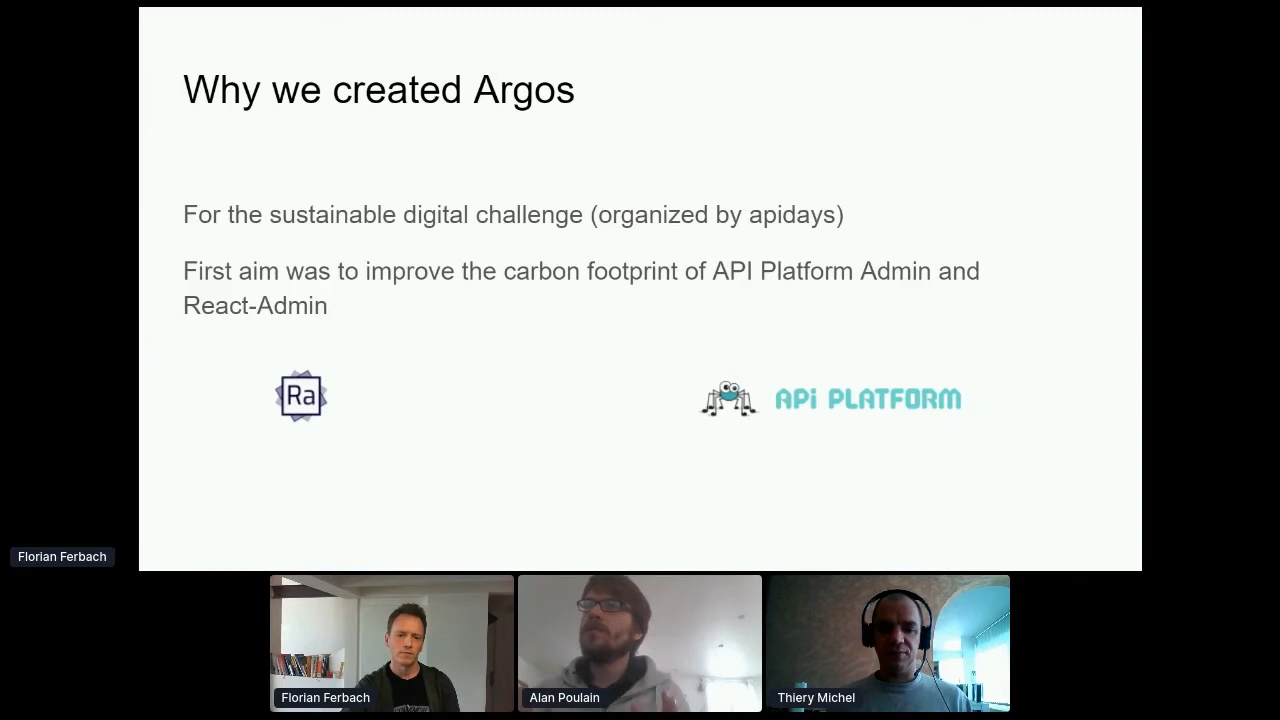 Why we created Argos
For the sustainable digital challenge (organized by apidays)
First aim was to improve the carbon footprint of API Platform Admin and
React-Admin
Ra
APi PLATFORM
Florian Ferbach
Florian Ferbach
Alan Poulain
Thiery Michel